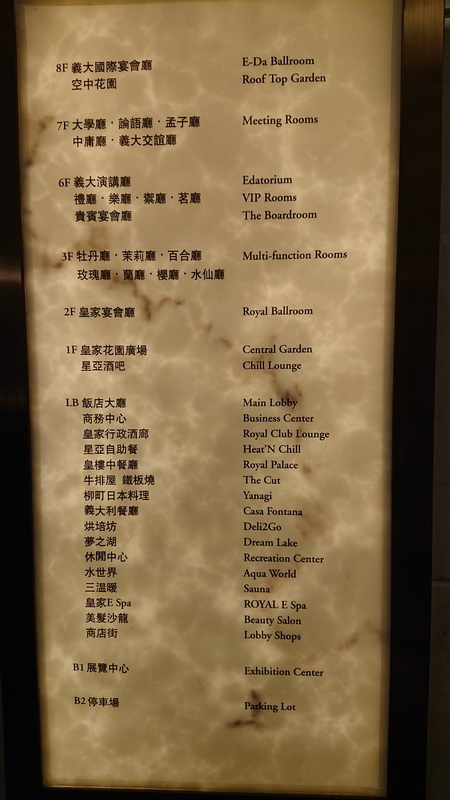 8F 義大國際宴會廳 E-Da Ballroom
空中花園 Roof Top Garden
7F 大學廳・論語廳・孟子廳 Meeting Rooms
中庸廳・義大交誼廳
6F 義大演講廳 Edatorium
禮廳・樂廳・禦廳・茗廳 VIP Rooms
貴賓宴會廳 The Boardroom
3F 牡丹廳・茉莉廳・百合廳 Multi-function Rooms
玫瑰廳・蘭廳・櫻廳・水仙廳
2F 皇家宴會廳 Royal Ballroom
1F 皇家花園廣場 Central Garden
星亞酒吧 Chill Lounge
LB 飯店大廳 Main Lobby
商務中心 Business Center
皇家行政酒廊 Royal Club Lounge
星亞自助餐 Heat'N Chill
皇樓中餐廳 Royal Palace
牛排屋 鐵板燒 The Cut
柳町日本料理 Yanagi
義大利餐廳 Casa Fontana
烘培坊 Deli2Go
夢之湖 Dream Lake
休閒中心 Recreation Center
水世界 Aqua World
三溫暖 Sauna
皇家E Spa ROYAL E Spa
美髮沙龍 Beauty Salon
商店街 Lobby Shops
B1 展覽中心 Exhibition Center
B2 停車場 Parking Lot